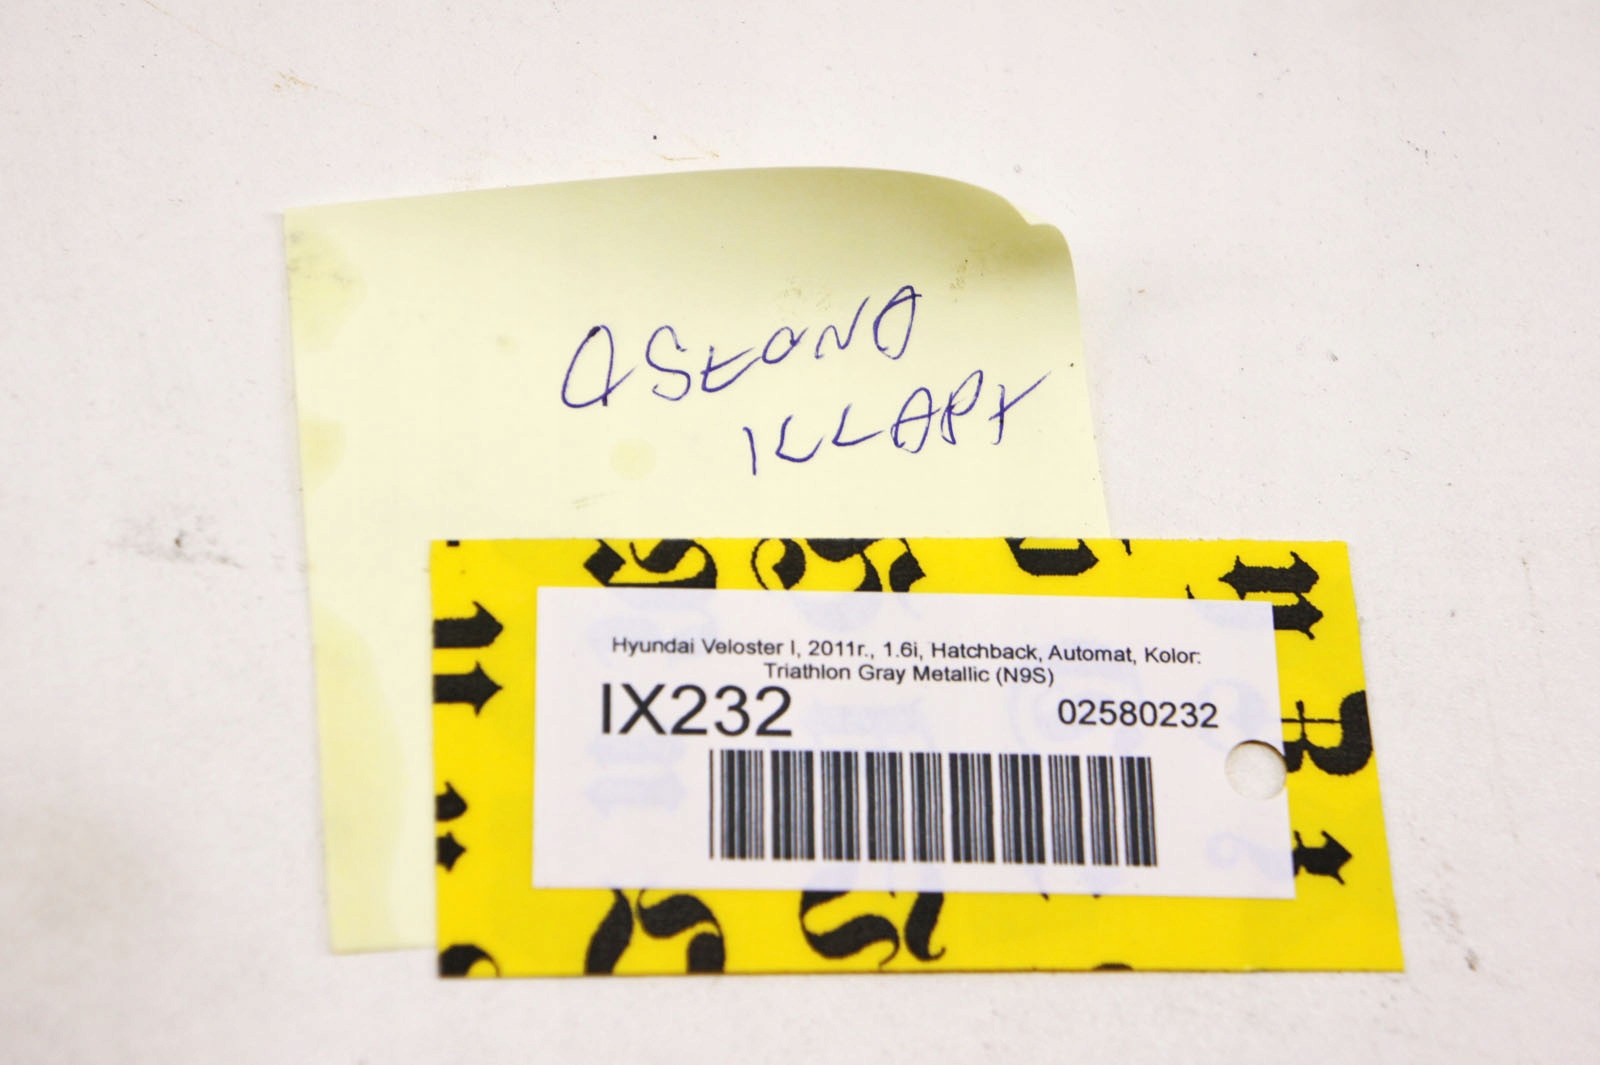 OSŁONA
KLAPY
Hyundai Veloster I, 2011r., 1.6i, Hatchback, Automat, Kolor:
Triathlon Gray Metallic (N9S)
IX232
02580232